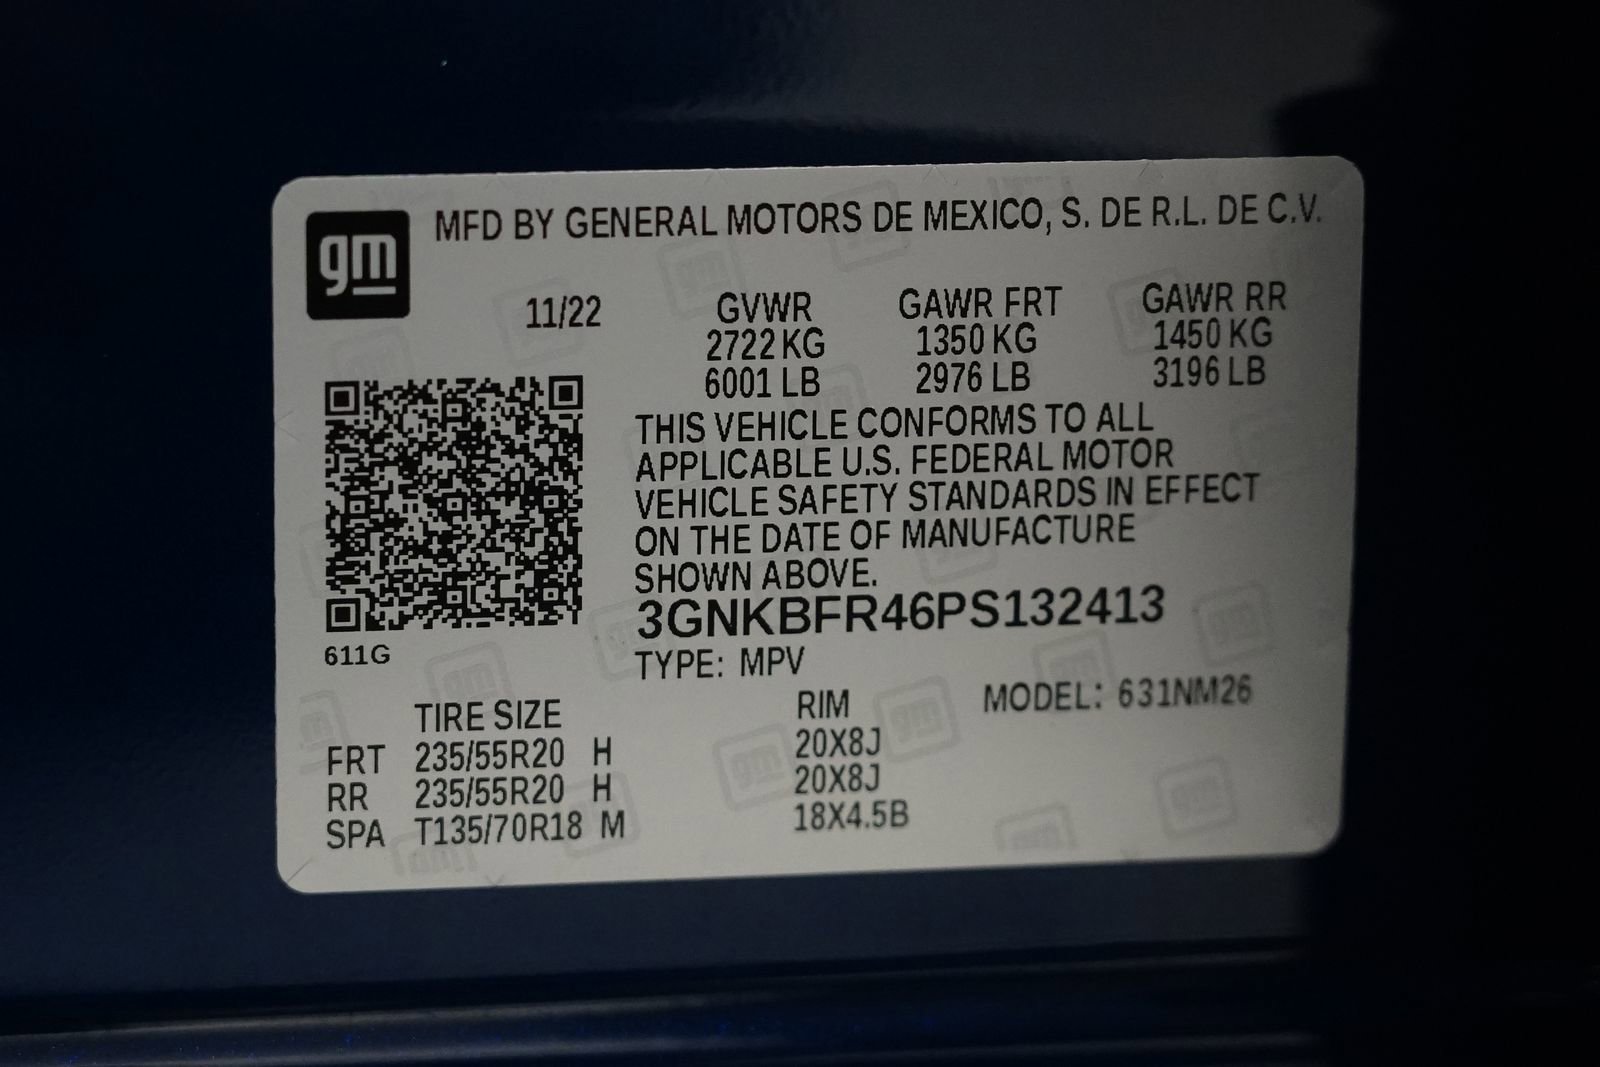 gm
MFD BY GENERAL MOTORS DE MEXICO, S. DE R.L. DE C.V.
11/22 GVWR GAWR FRT GAWR RR
2722 KG 1350 KG 1450 KG
6001 LB 2976 LB 3196 LB
THIS VEHICLE CONFORMS TO ALL
APPLICABLE U.S. FEDERAL MOTOR
VEHICLE SAFETY STANDARDS IN EFFECT
ON THE DATE OF MANUFACTURE
SHOWN ABOVE.
3GNKBFR46PS132413
611G
TYPE: MPV
TIRE SIZE RIM MODEL: 631NM26
FRT 235/55R20 H 20X8J
RR 235/55R20 H 20X8J
SPA T135/70R18 M 18X4.5B